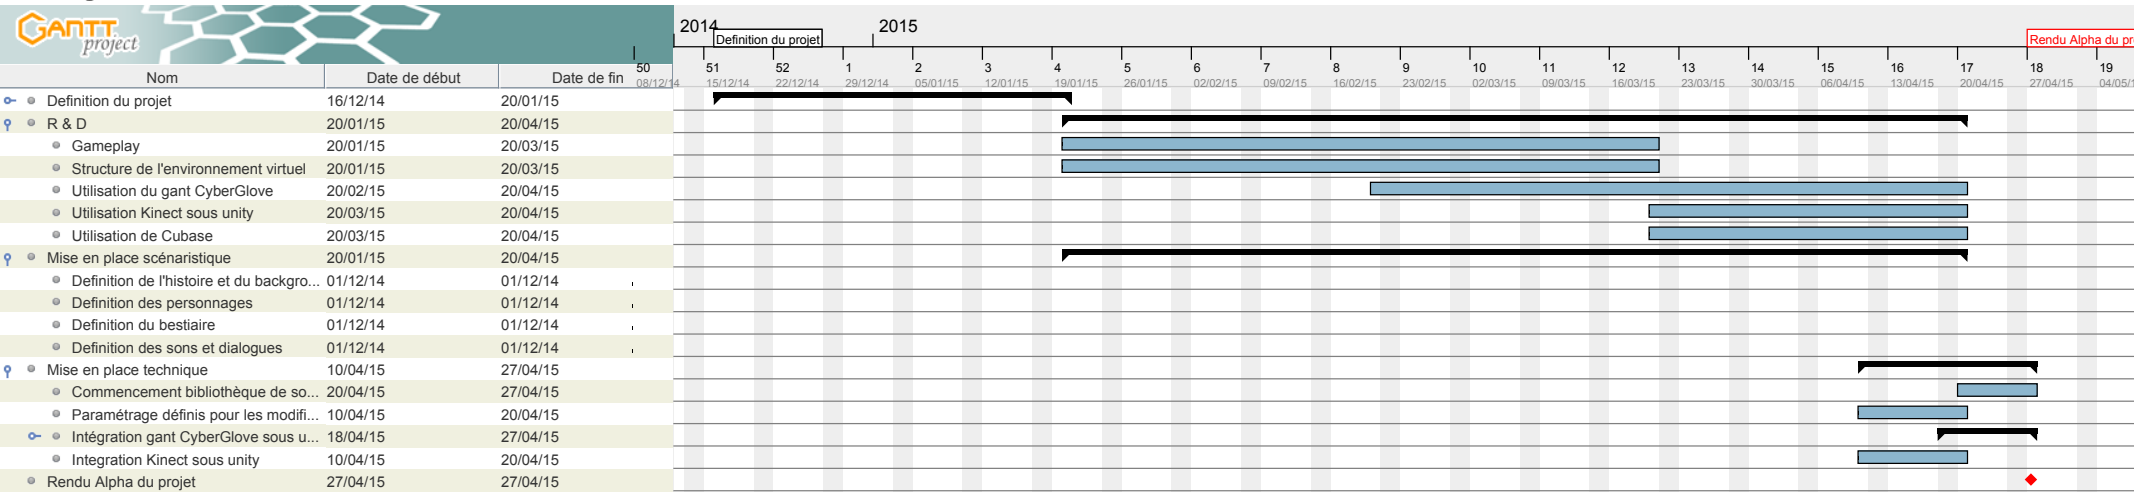 GANTT project
2014 2015
Definition du projet Rendu Alpha du pr
50 51 52 1 2 3 4 5 6 7 8 9 10 11 12 13 14 15 16 17 18 19
Nom Date de début Date de fin
08/12/14 15/12/14 22/12/14 29/12/14 05/01/15 12/01/15 19/01/15 26/01/15 02/02/15 09/02/15 16/02/15 23/02/15 02/03/15 09/03/15 16/03/15 23/03/15 30/03/15 06/04/15 13/04/15 20/04/15 27/04/15 04/05/1
Definition du projet 16/12/14 20/01/15
R & D 20/01/15 20/04/15
Gameplay 20/01/15 20/03/15
Structure de l'environnement virtuel 20/01/15 20/03/15
Utilisation du gant CyberGlove 20/02/15 20/04/15
Utilisation Kinect sous unity 20/03/15 20/04/15
Utilisation de Cubase 20/03/15 20/04/15
Mise en place scénaristique 20/01/15 20/04/15
Definition de l'histoire et du backgro... 01/12/14 01/12/14
Definition des personnages 01/12/14 01/12/14
Definition du bestiaire 01/12/14 01/12/14
Definition des sons et dialogues 01/12/14 01/12/14
Mise en place technique 10/04/15 27/04/15
Commencement bibliothèque de so... 20/04/15 27/04/15
Paramétrage définis pour les modifi... 10/04/15 20/04/15
Intégration gant CyberGlove sous u... 18/04/15 27/04/15
Integration Kinect sous unity 10/04/15 20/04/15
Rendu Alpha du projet 27/04/15 27/04/15